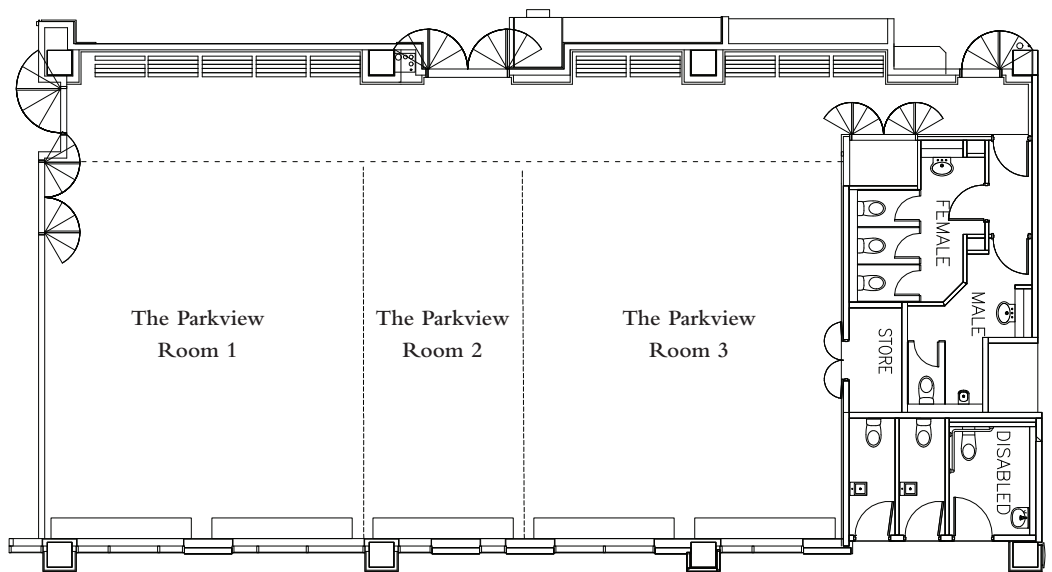 The Parkview
Room 1
The Parkview
Room 2
The Parkview
Room 3
FEMALE
MALE
STORE
DISABLED